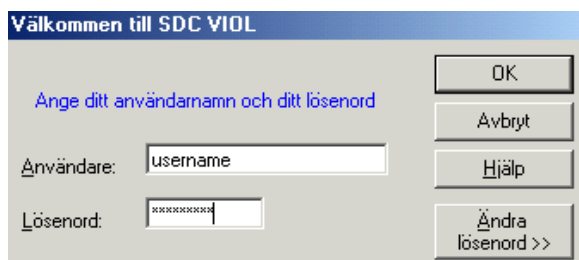 Välkommen till SDC VIOL
Ange ditt användarnamn och ditt lösenord
Användare: username
Lösenord: *********
OK
Avbryt
Hjälp
Ändra
lösenord >>